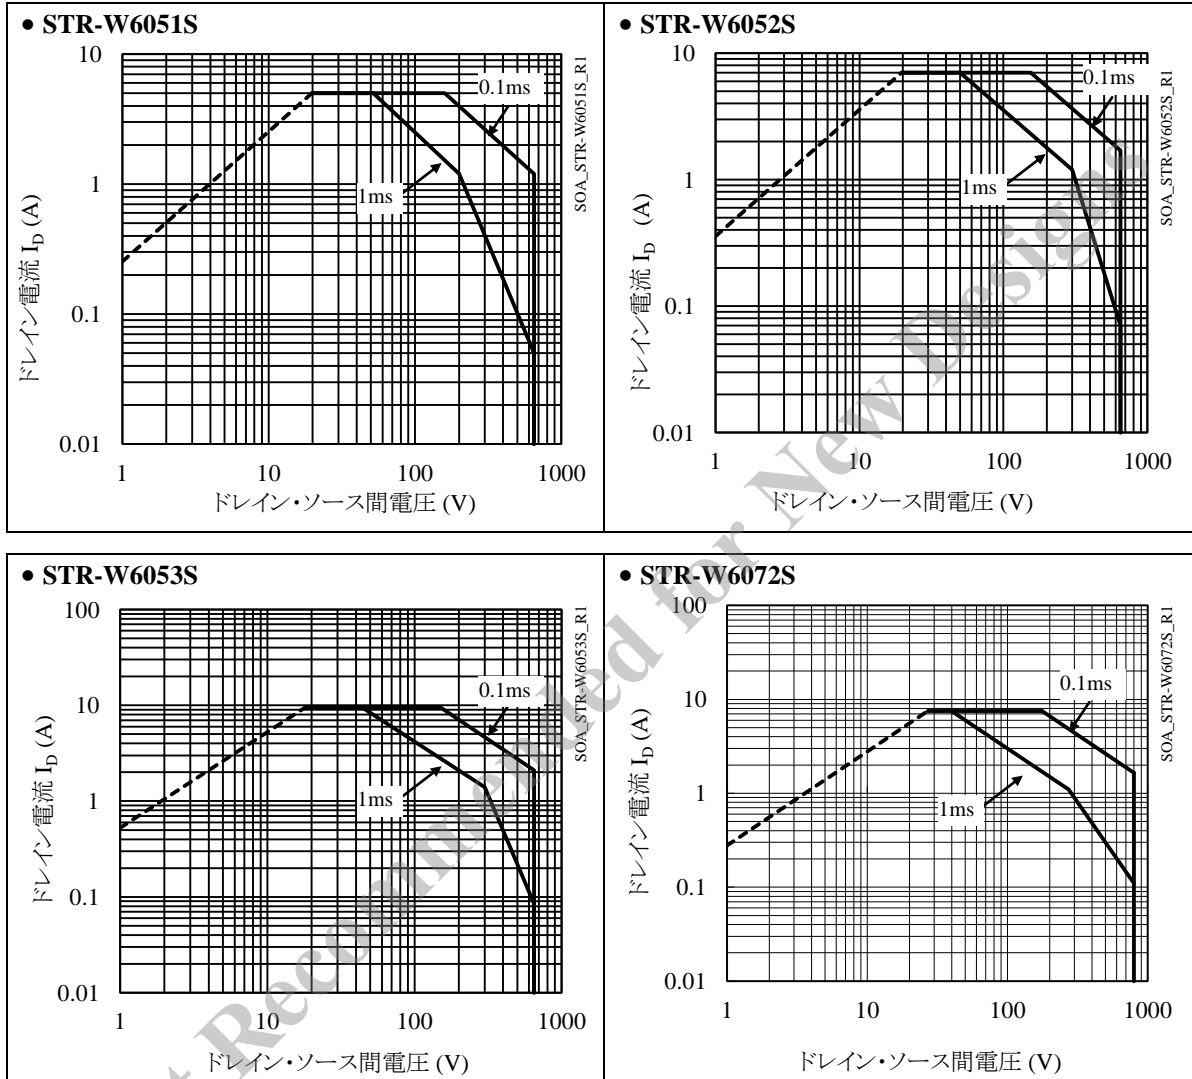 • STR-W6051S
10
1
0.1
0.01
1
10
100
1000
ドレイン電流 I_D (A)
ドレイン・ソース間電圧 (V)
0.1ms
1ms
SOA_STR-W6051S_R1
• STR-W6052S
10
1
0.1
0.01
1
10
100
1000
ドレイン電流 I_D (A)
ドレイン・ソース間電圧 (V)
0.1ms
1ms
SOA_STR-W6052S_R1
• STR-W6053S
100
10
1
0.1
0.01
1
10
100
1000
ドレイン電流 I_D (A)
ドレイン・ソース間電圧 (V)
0.1ms
1ms
SOA_STR-W6053S_R1
• STR-W6072S
100
10
1
0.1
0.01
1
10
100
1000
ドレイン電流 I_D (A)
ドレイン・ソース間電圧 (V)
0.1ms
1ms
SOA_STR-W6072S_R1
t Recommended for New Designs